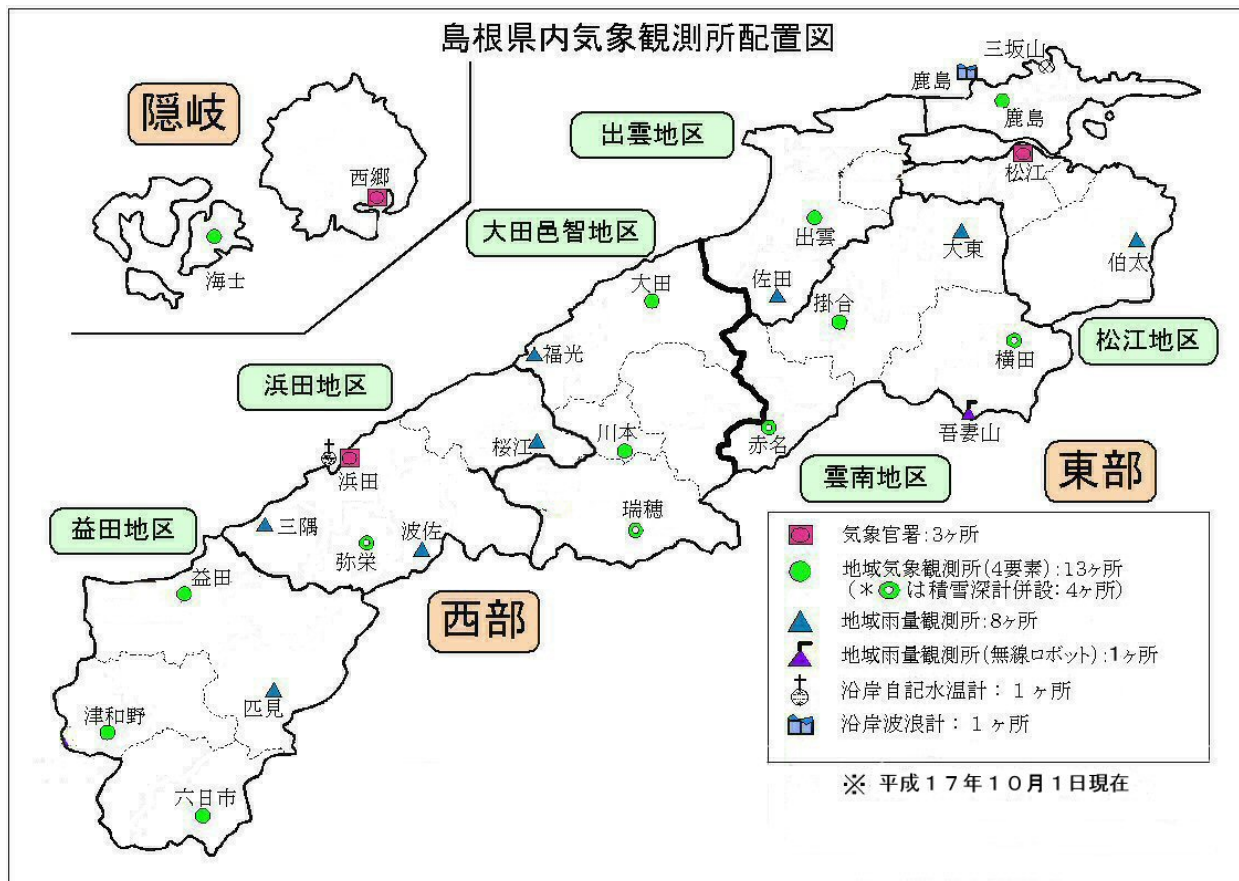 島根県内気象観測所配置図
隠岐
西郷
海士
三坂山
鹿島
鹿島
松江
出雲地区
出雲
大東
伯太
佐田
掛合
横田
松江地区
吾妻山
赤名
雲南地区
東部
大田邑智地区
大田
福光
川本
瑞穂
浜田地区
桜江
浜田
三隅
弥栄
波佐
西部
益田地区
益田
匹見
津和野
六日市
気象官署:3ヶ所
地域気象観測所(4要素):13ヶ所
(*は積雪深計併設:4ヶ所)
地域雨量観測所:8ヶ所
地域雨量観測所(無線ロボット):1ヶ所
沿岸自記水温計:1ヶ所
沿岸波浪計:1ヶ所
※ 平成17年10月1日現在